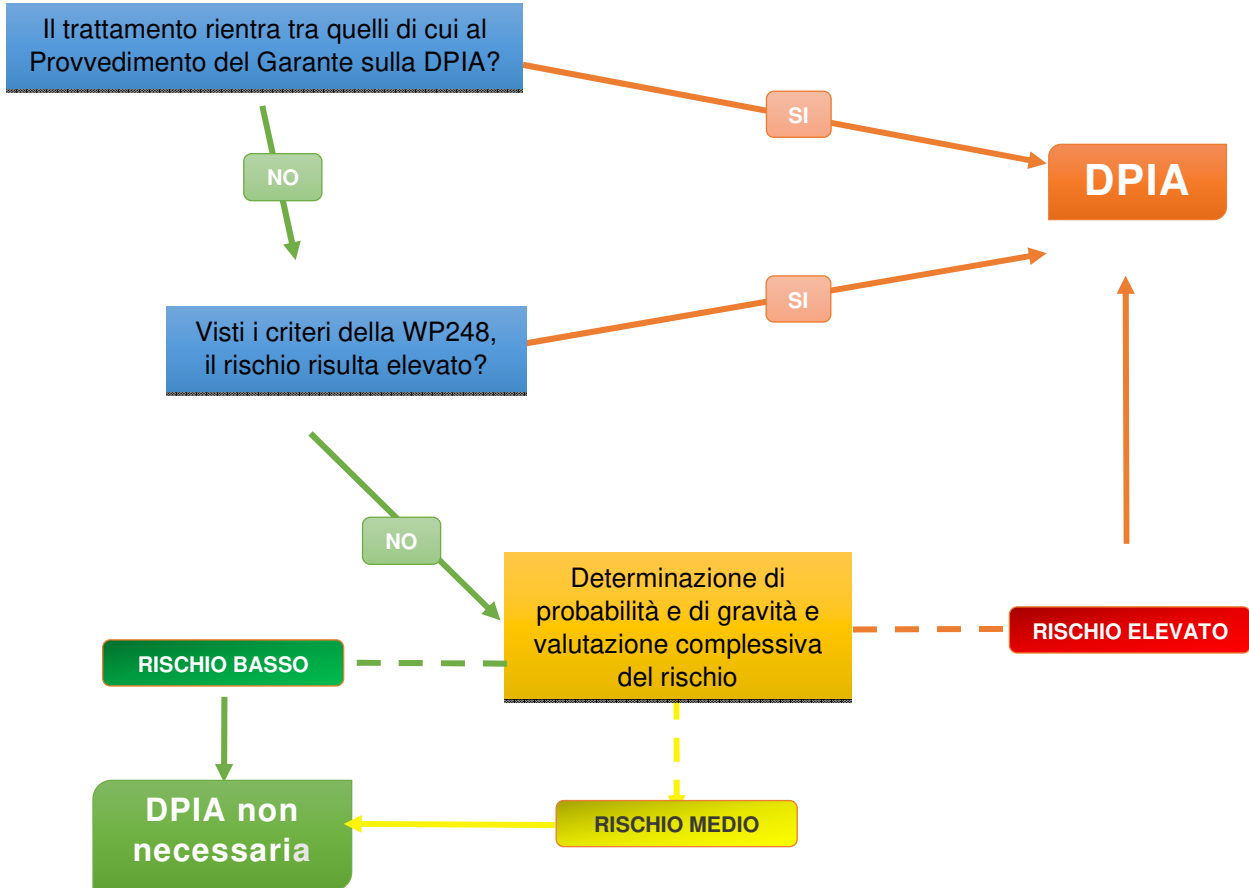 Il trattamento rientra tra quelli di cui al
Provvedimento del Garante sulla DPIA?
SI
NO
DPIA
SI
Visti i criteri della WP248,
il rischio risulta elevato?
NO
Determinazione di
probabilità e di gravità e
valutazione complessiva
del rischio
RISCHIO ELEVATO
RISCHIO BASSO
DPIA non
necessaria
RISCHIO MEDIO